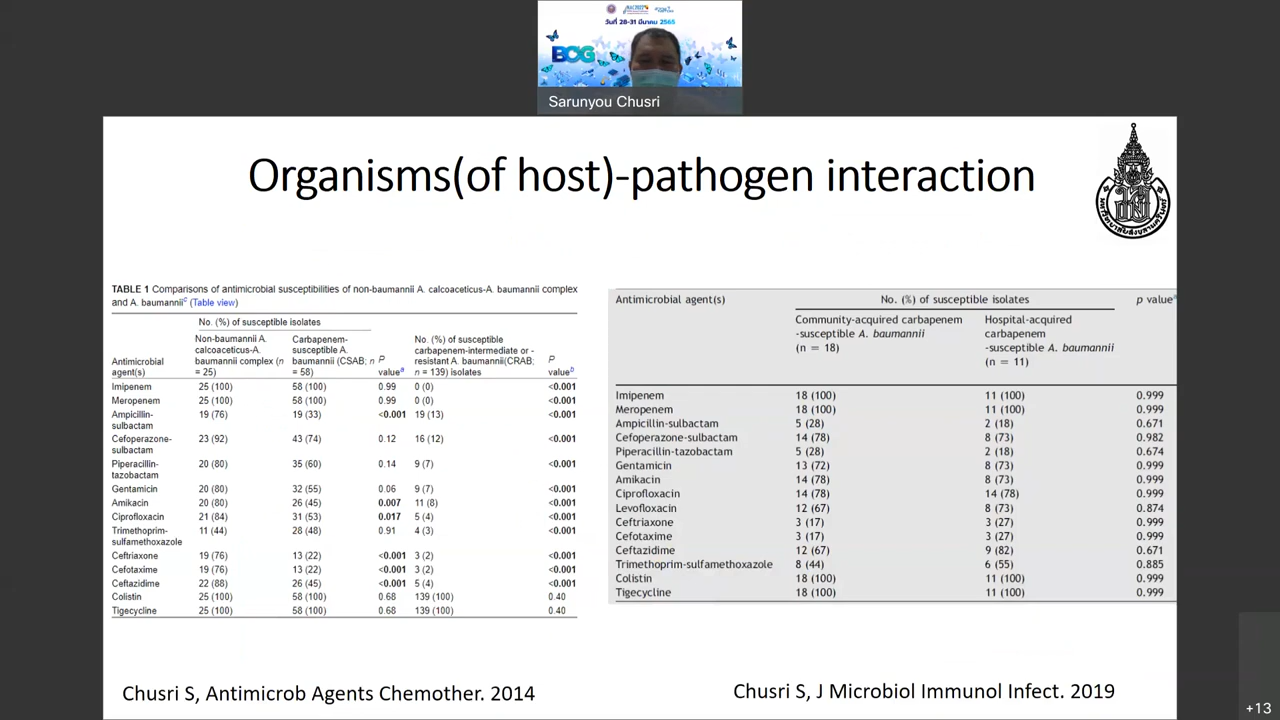 วันที่ 28-31 มีนาคม 2565
BCG
Sarunyou Chusri
Organisms(of host)-pathogen interaction
TABLE 1 Comparisons of antimicrobial susceptibilities of non-baumannii A. calcoaceticus-A. baumannii complex
and A. baumannii^c (Table view)
No. (%) of susceptible isolates
Antimicrobial agent(s) Non-baumannii A. calcoaceticus-A. baumannii complex (n = 25) Carbapenem-susceptible A. baumannii (CSAB; n = 58) P value^a No. (%) of susceptible carbapenem-intermediate or -resistant A. baumannii(CRAB; n = 139) isolates P value^b
Imipenem 25 (100) 58 (100) 0.99 0 (0) <0.001
Meropenem 25 (100) 58 (100) 0.99 0 (0) <0.001
Ampicillin-sulbactam 19 (76) 19 (33) <0.001 19 (13) <0.001
Cefoperazone-sulbactam 23 (92) 43 (74) 0.12 16 (12) <0.001
Piperacillin-tazobactam 20 (80) 35 (60) 0.14 9 (7) <0.001
Gentamicin 20 (80) 32 (55) 0.06 9 (7) <0.001
Amikacin 20 (80) 26 (45) 0.007 11 (8) <0.001
Ciprofloxacin 21 (84) 31 (53) 0.017 5 (4) <0.001
Trimethoprim-sulfamethoxazole 11 (44) 28 (48) 0.91 4 (3) <0.001
Ceftriaxone 19 (76) 13 (22) <0.001 3 (2) <0.001
Cefotaxime 19 (76) 13 (22) <0.001 3 (2) <0.001
Ceftazidime 22 (88) 26 (45) <0.001 5 (4) <0.001
Colistin 25 (100) 58 (100) 0.68 139 (100) 0.40
Tigecycline 25 (100) 58 (100) 0.68 139 (100) 0.40
Antimicrobial agent(s) No. (%) of susceptible isolates p value^a
Community-acquired carbapenem -susceptible A. baumannii (n = 18) Hospital-acquired carbapenem -susceptible A. baumannii (n = 11)
Imipenem 18 (100) 11 (100) 0.999
Meropenem 18 (100) 11 (100) 0.999
Ampicillin-sulbactam 5 (28) 2 (18) 0.671
Cefoperazone-sulbactam 14 (78) 8 (73) 0.982
Piperacillin-tazobactam 5 (28) 2 (18) 0.674
Gentamicin 13 (72) 8 (73) 0.999
Amikacin 14 (78) 8 (73) 0.999
Ciprofloxacin 14 (78) 14 (78) 0.999
Levofloxacin 12 (67) 8 (73) 0.874
Ceftriaxone 3 (17) 3 (27) 0.999
Cefotaxime 3 (17) 3 (27) 0.999
Ceftazidime 12 (67) 9 (82) 0.671
Trimethoprim-sulfamethoxazole 8 (44) 6 (55) 0.885
Colistin 18 (100) 11 (100) 0.999
Tigecycline 18 (100) 11 (100) 0.999
Chusri S, Antimicrob Agents Chemother. 2014
Chusri S, J Microbiol Immunol Infect. 2019
+13